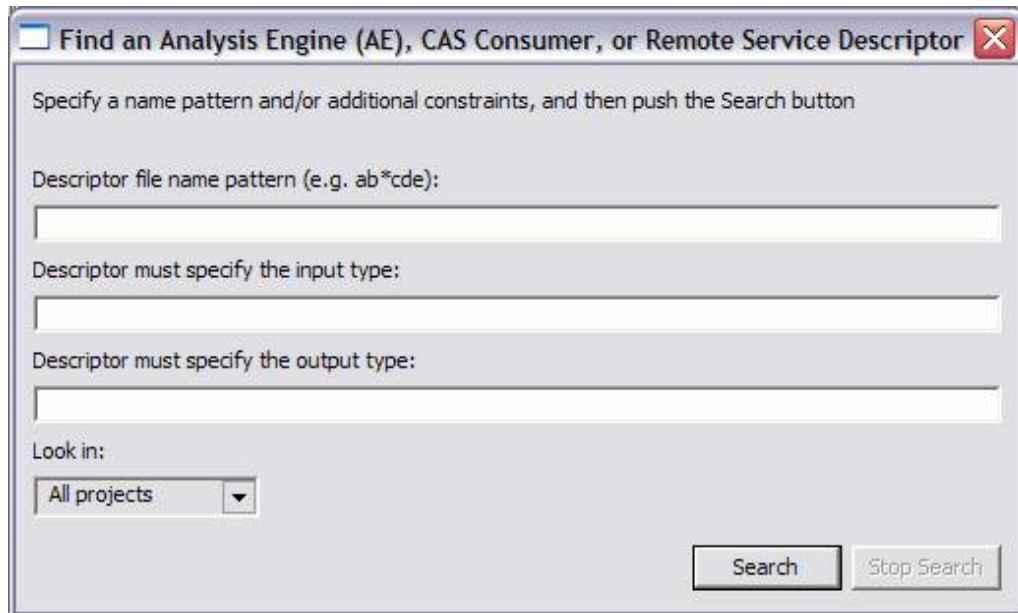 Find an Analysis Engine (AE), CAS Consumer, or Remote Service Descriptor
Specify a name pattern and/or additional constraints, and then push the Search button
Descriptor file name pattern (e.g. ab*cde):
Descriptor must specify the input type:
Descriptor must specify the output type:
Look in:
All projects
Search Stop Search